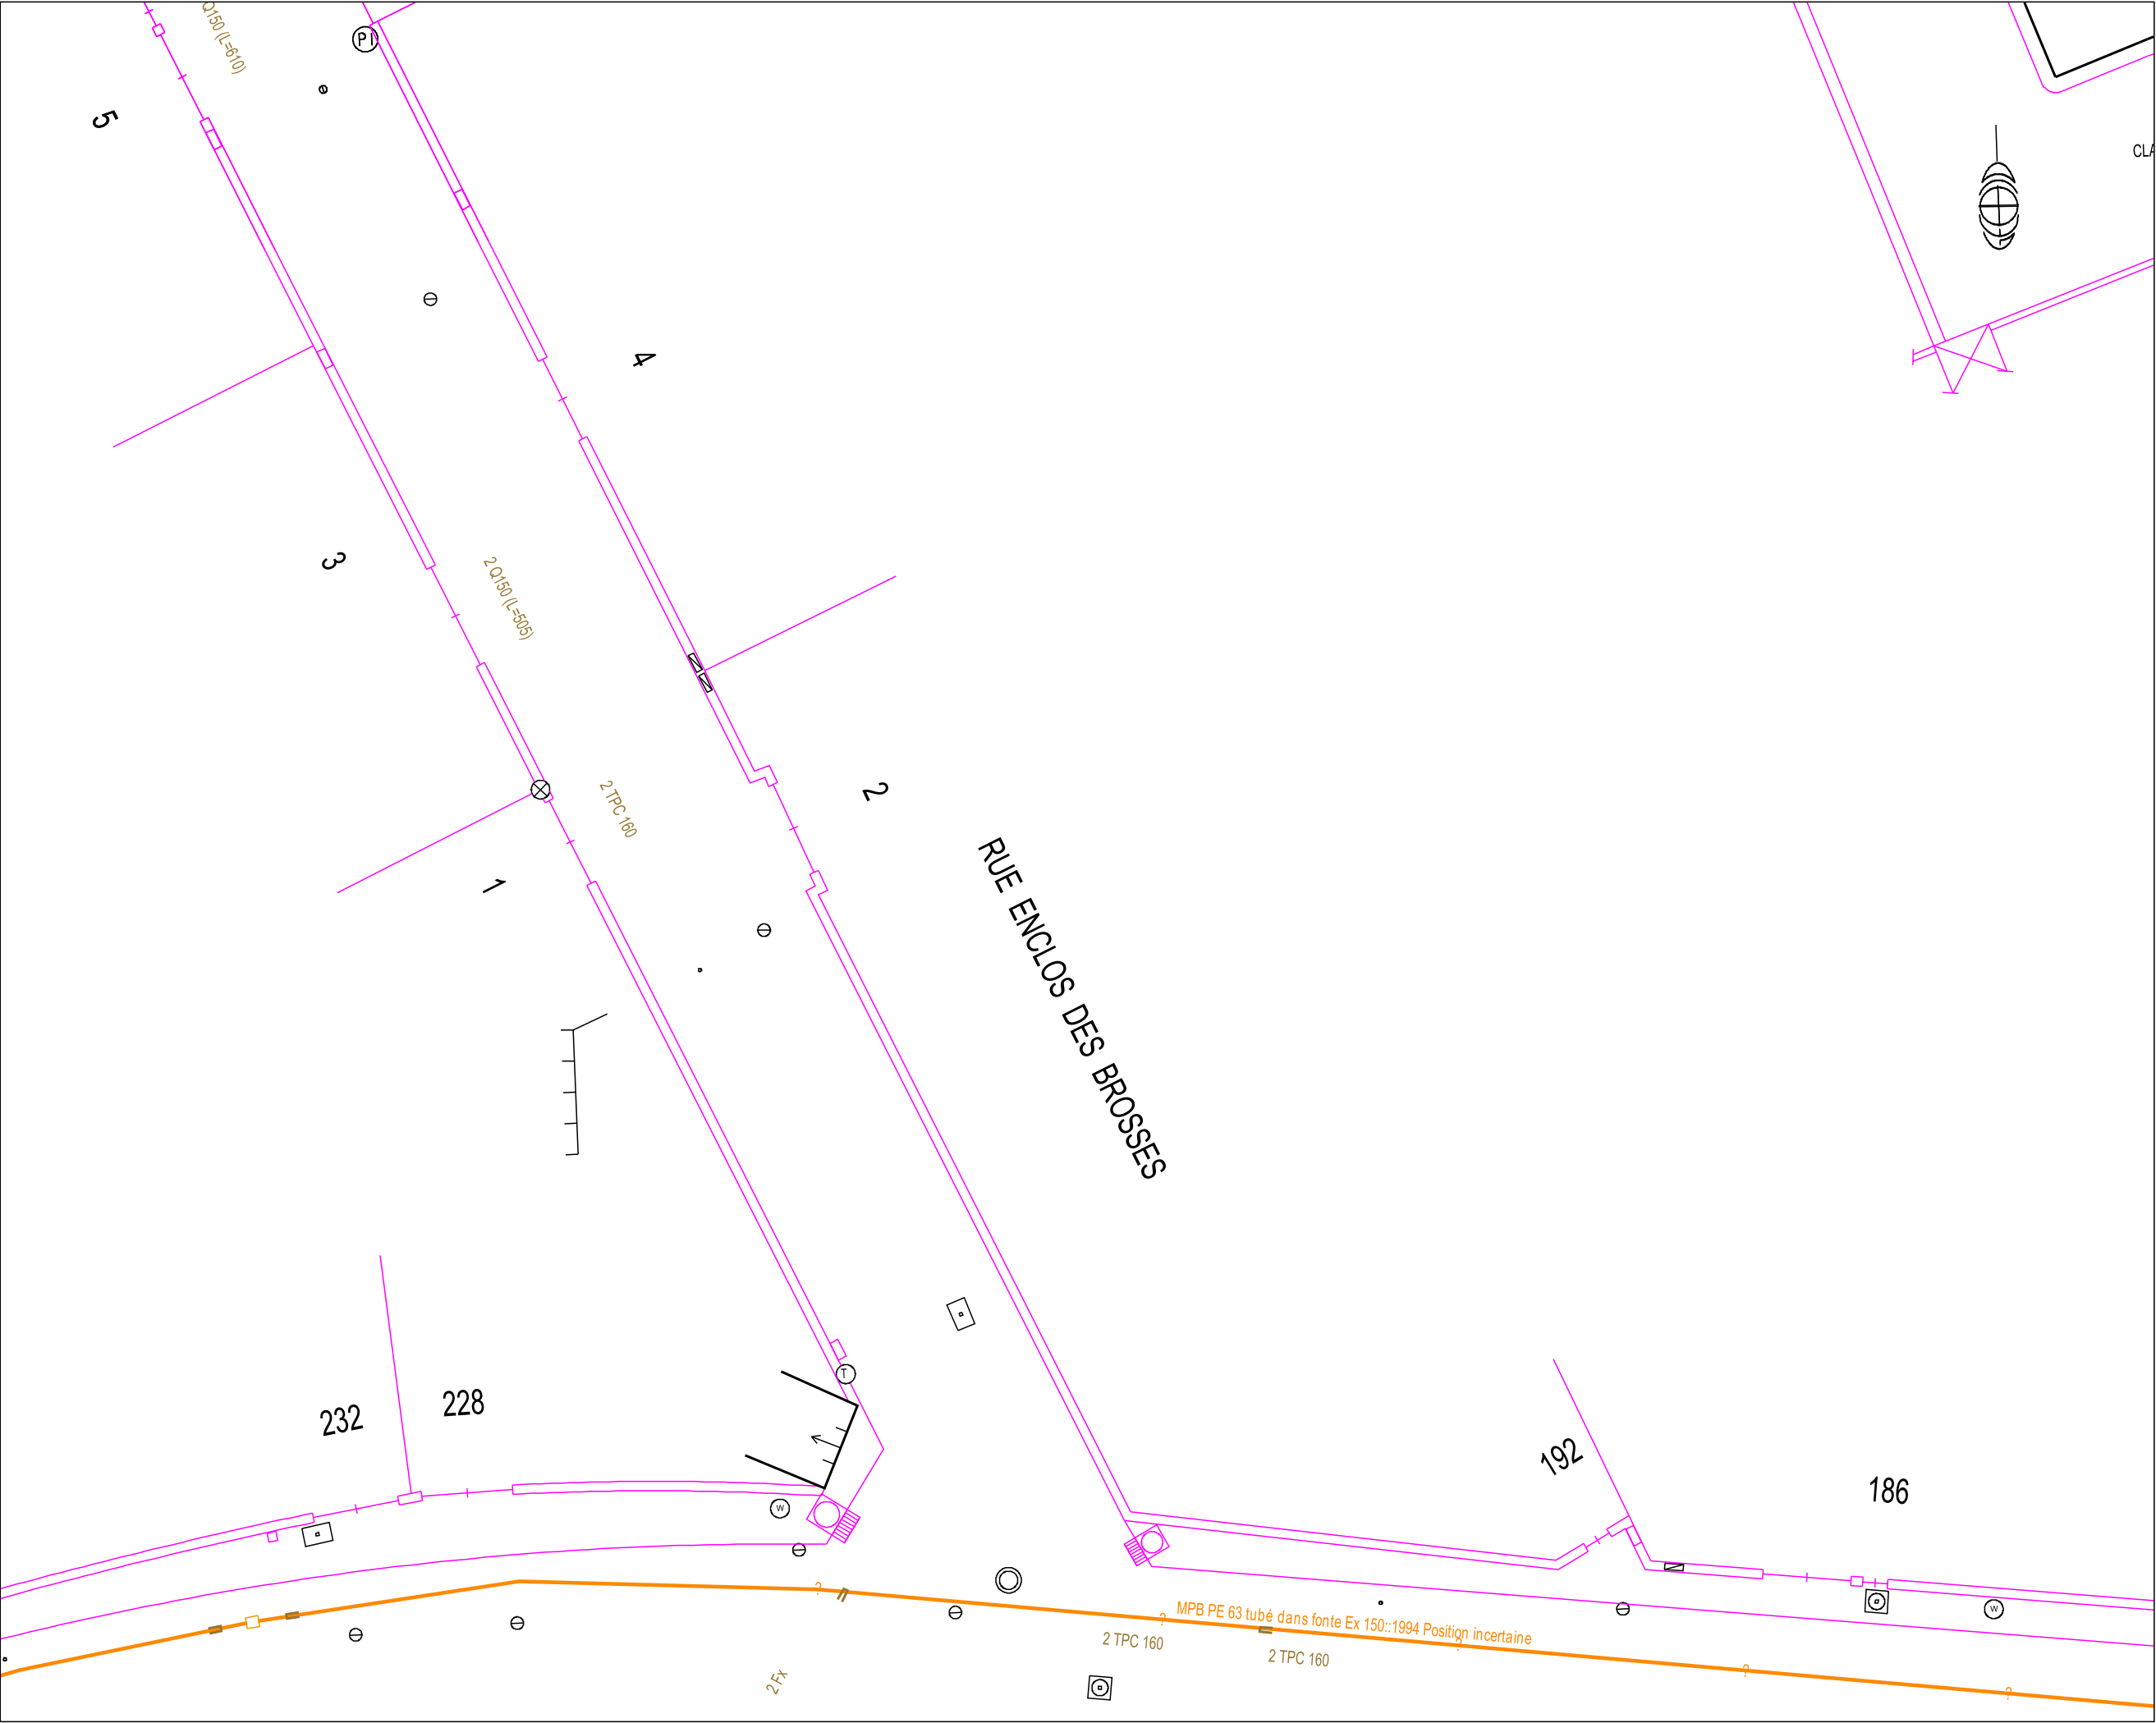 Q150 (L=610)
PI
5
CLA
4
3
2 Q150 (L=505)
2 TPC 160
2
1
RUE ENCLOS DES BROSSES
T
232
228
192
186
W
W
?
MPB PE 63 tubé dans fonte Ex 150::1994 Position incertaine
?
?
?
?
2 TPC 160
2 TPC 160
2 Fx